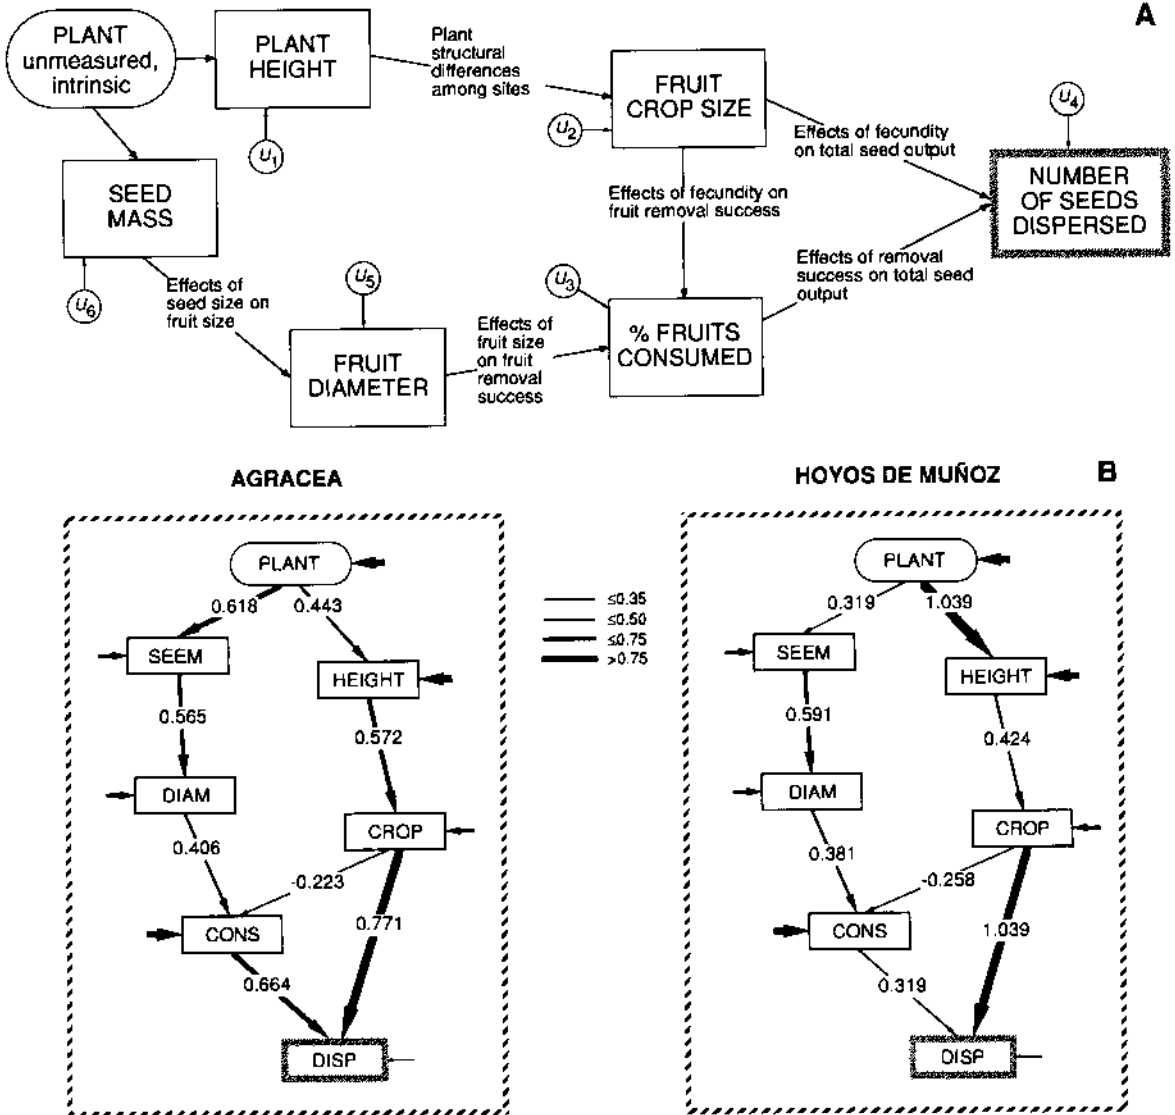 A
PLANT
unmeasured,
intrinsic
PLANT
HEIGHT
Plant
structural
differences
among sites
FRUIT
CROP SIZE
U1
U2
U4
Effects of fecundity
on total seed output
NUMBER
OF SEEDS
DISPERSED
SEED
MASS
Effects of fecundity on
fruit removal success
Effects of removal
success on total seed
output
U6
Effects of
seed size on
fruit size
U5
U3
FRUIT
DIAMETER
Effects of
fruit size
on fruit
removal
success
% FRUITS
CONSUMED
B
AGRACEA
PLANT
0.618
0.443
SEEM
HEIGHT
0.565
0.572
DIAM
CROP
0.406
-0.223
CONS
0.771
0.664
DISP
≤0.35
≤0.50
≤0.75
>0.75
HOYOS DE MUÑOZ
PLANT
0.319
1.039
SEEM
HEIGHT
0.591
0.424
DIAM
CROP
0.381
-0.258
CONS
1.039
0.319
DISP